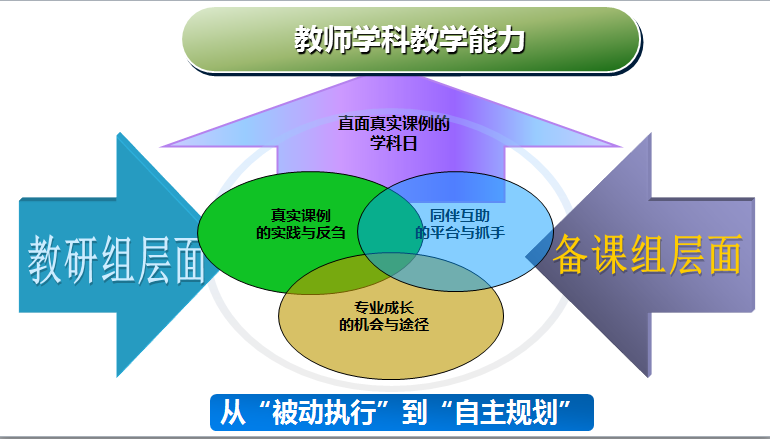 教师学科教学能力
直面真实课例的
学科日
真实课例
的实践与反刍
同伴互助
的平台与抓手
教研组层面
备课组层面
专业成长
的机会与途径
从“被动执行”到“自主规划”